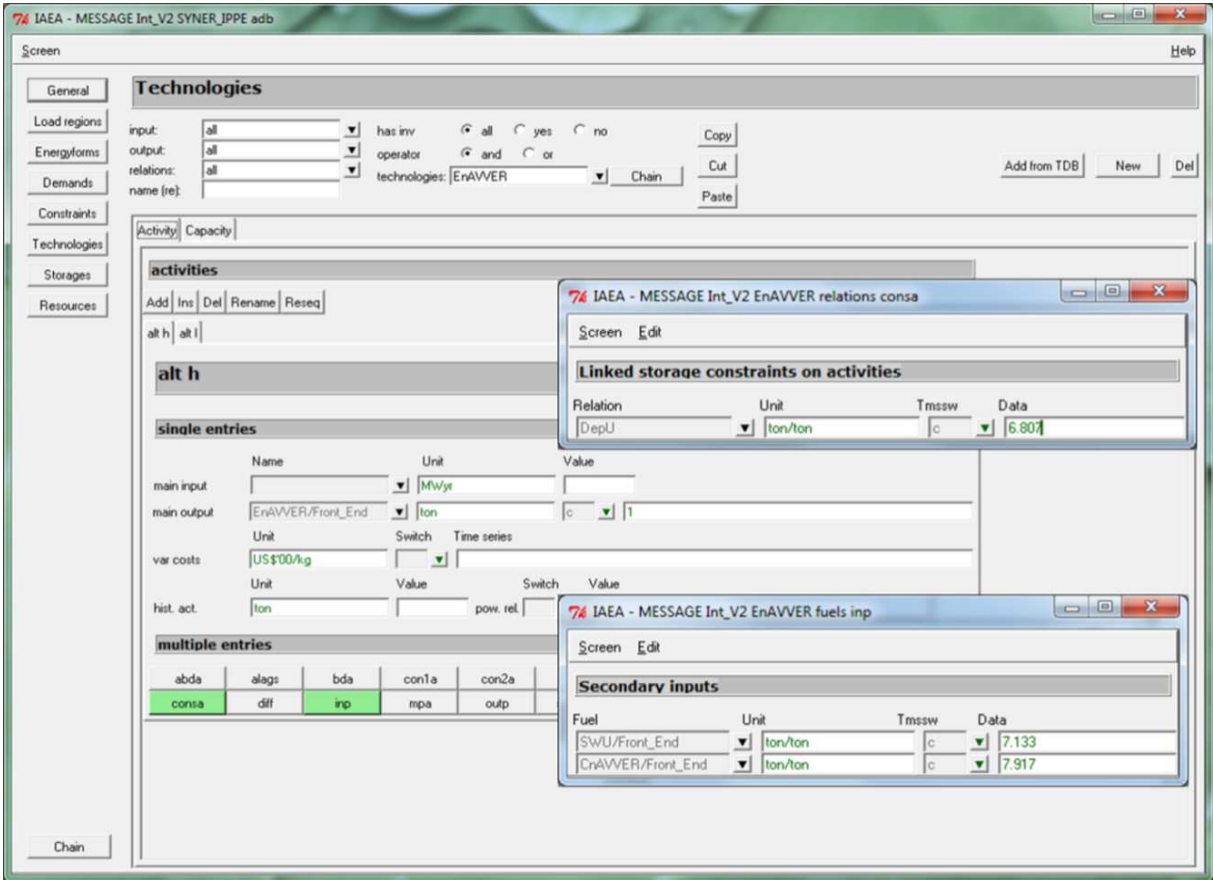 IAEA - MESSAGE Int_V2 SYNER_IPPE adb
Screen Help
General
Load regions
Energyforms
Demands
Constraints
Technologies
Storages
Resources
Chain
Technologies
input: all has inv all yes no Copy
output: all operator and or Cut
relations: all technologies: EnAVVER Chain Paste
name (re):
Add from TDB New Del
Activity Capacity
activities
Add Ins Del Rename Reseq
alt h alt l
alt h
single entries
Name Unit Value
main input MWyr
main output EnAVVER/Front_End ton c 1
Unit Switch Time series
var costs US$'00/kg
Unit Value Switch Value
hist. act. ton pow. rel.
multiple entries
abda alags bda con1a con2a
consa diff inp mpa outp
IAEA - MESSAGE Int_V2 EnAVVER relations consa
Screen Edit
Linked storage constraints on activities
Relation Unit Tmssw Data
DepU ton/ton c 6.807
IAEA - MESSAGE Int_V2 EnAVVER fuels inp
Screen Edit
Secondary inputs
Fuel Unit Tmssw Data
SWU/Front_End ton/ton c 7.133
CnAVVER/Front_End ton/ton c 7.917